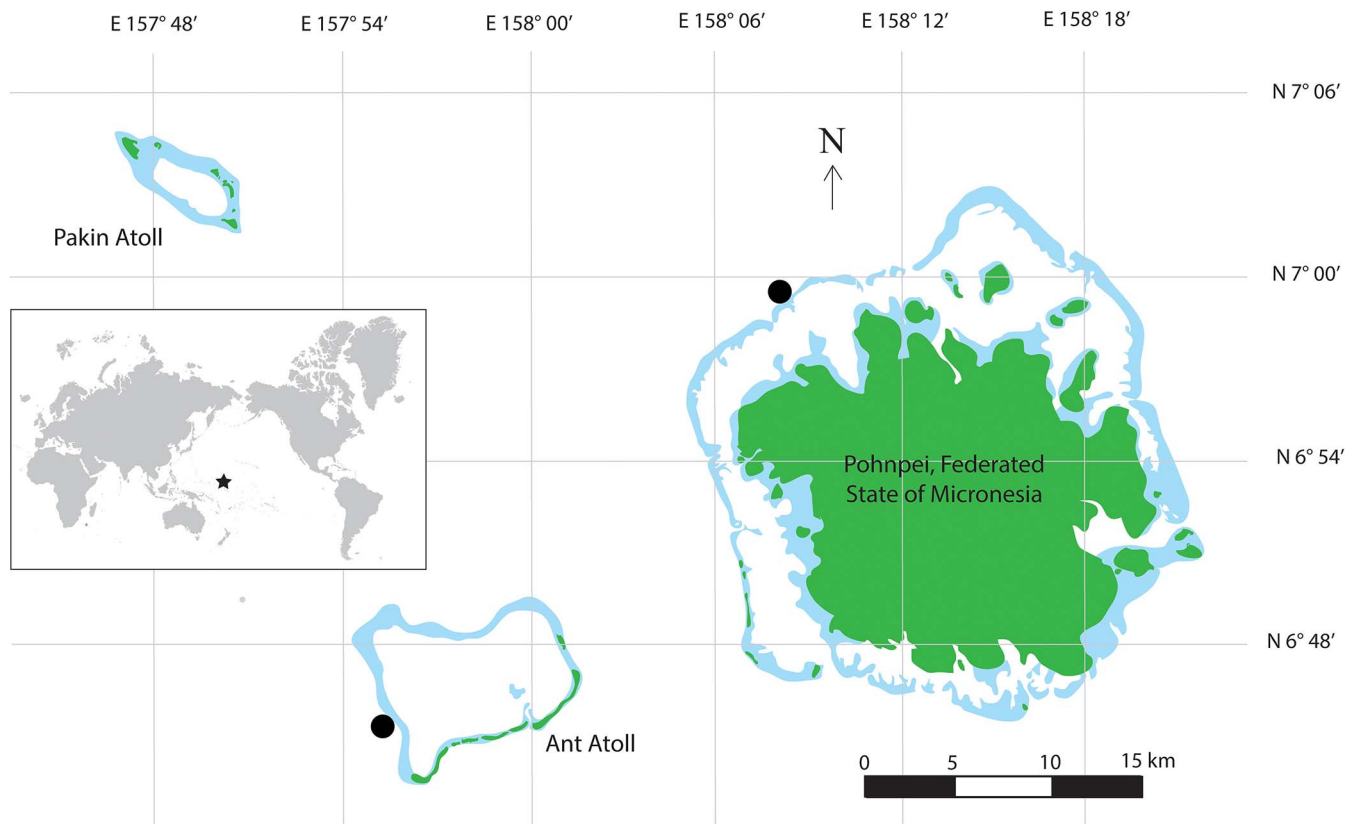 E 157° 48′
E 157° 54′
E 158° 00′
E 158° 06′
E 158° 12′
E 158° 18′
N 7° 06′
N
Pakin Atoll
N 7° 00′
Pohnpei, Federated
State of Micronesia
N 6° 54′
N 6° 48′
Ant Atoll
0 5 10 15 km